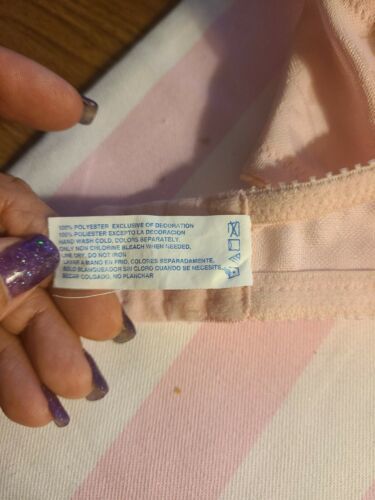 100% POLYESTER EXCLUSIVE OF DECORATION
100% POLIESTER EXCEPTO LA DECORACION
HAND WASH COLD, COLORS SEPARATELY.
ONLY NON CHLORINE BLEACH WHEN NEEDED,
LINE DRY, DO NOT IRON
LAVAR A MANO EN FRIO, COLORES SEPARADAMENTE.
SOLO BLANQUEADOR SIN CLORO CUANDO SE NECESITE,
SECAR COLGADO, NO PLANCHAR